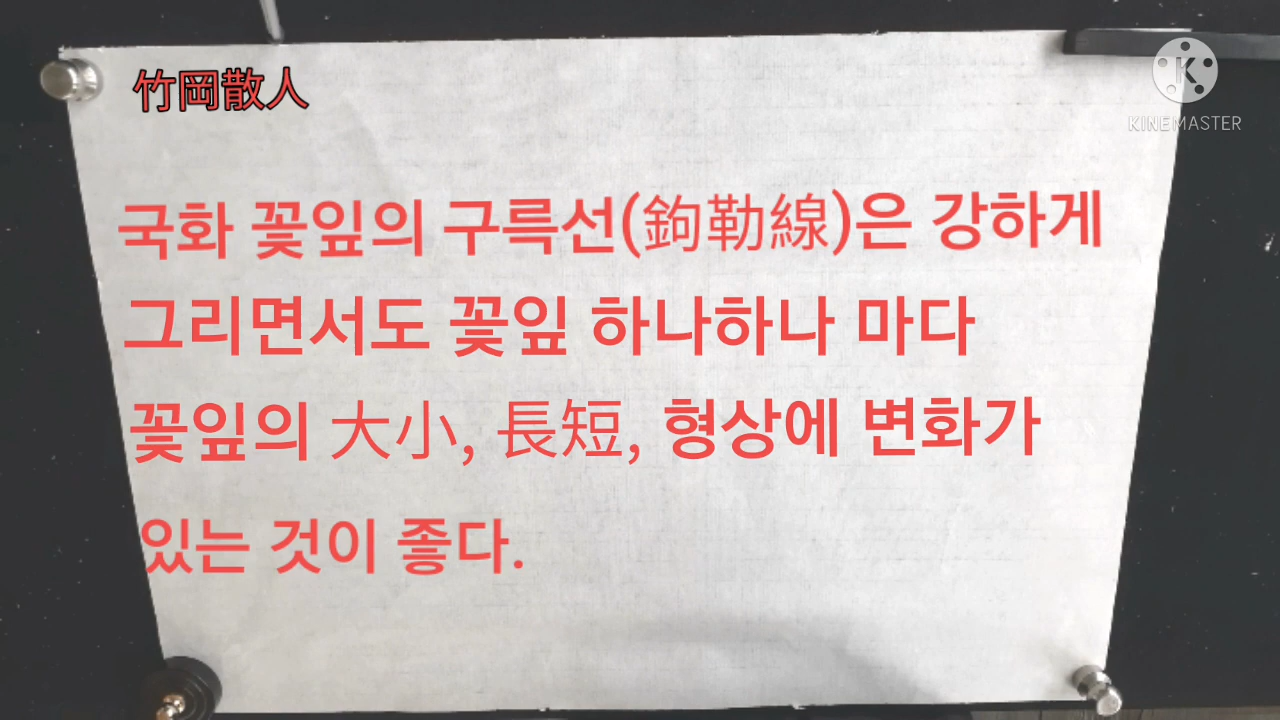 竹岡散人
KINEMASTER
국화 꽃잎의 구륵선(鉤勒線)은 강하게
그리면서도 꽃잎 하나하나 마다
꽃잎의 大小, 長短, 형상에 변화가
있는 것이 좋다.